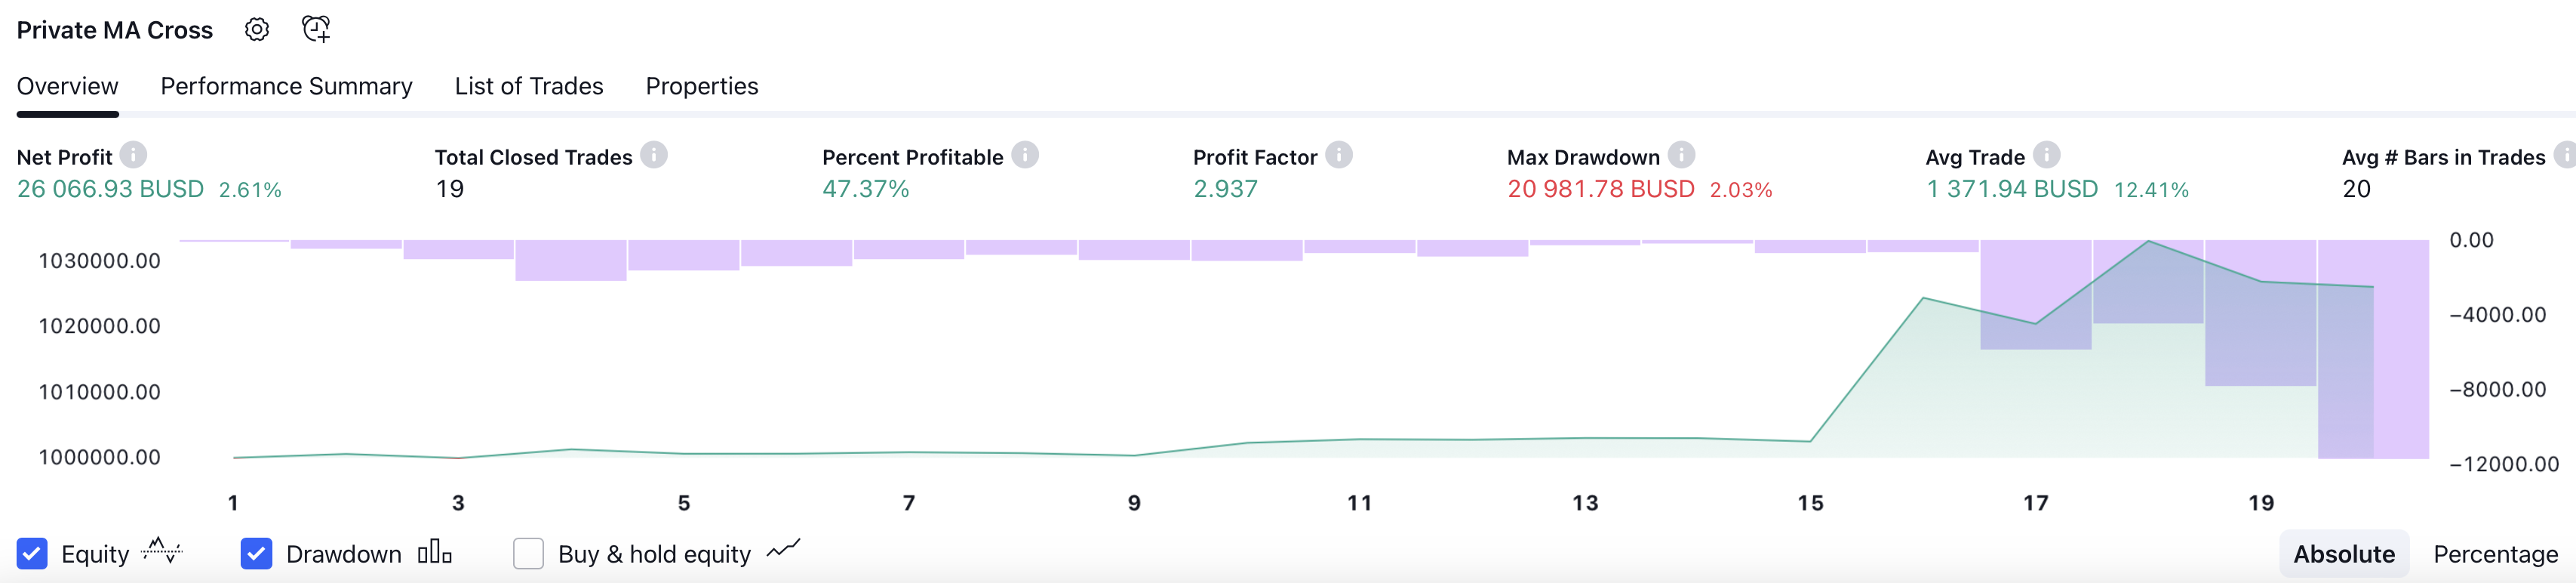 Private MA Cross
Overview Performance Summary List of Trades Properties
Net Profit Total Closed Trades Percent Profitable Profit Factor Max Drawdown Avg Trade Avg # Bars in Trades
26 066.93 BUSD 2.61% 19 47.37% 2.937 20 981.78 BUSD 2.03% 1 371.94 BUSD 12.41% 20
1030000.00
1020000.00
1010000.00
1000000.00
0.00
−4000.00
−8000.00
−12000.00
1 3 5 7 9 11 13 15 17 19
Equity Drawdown Buy & hold equity Absolute Percentage